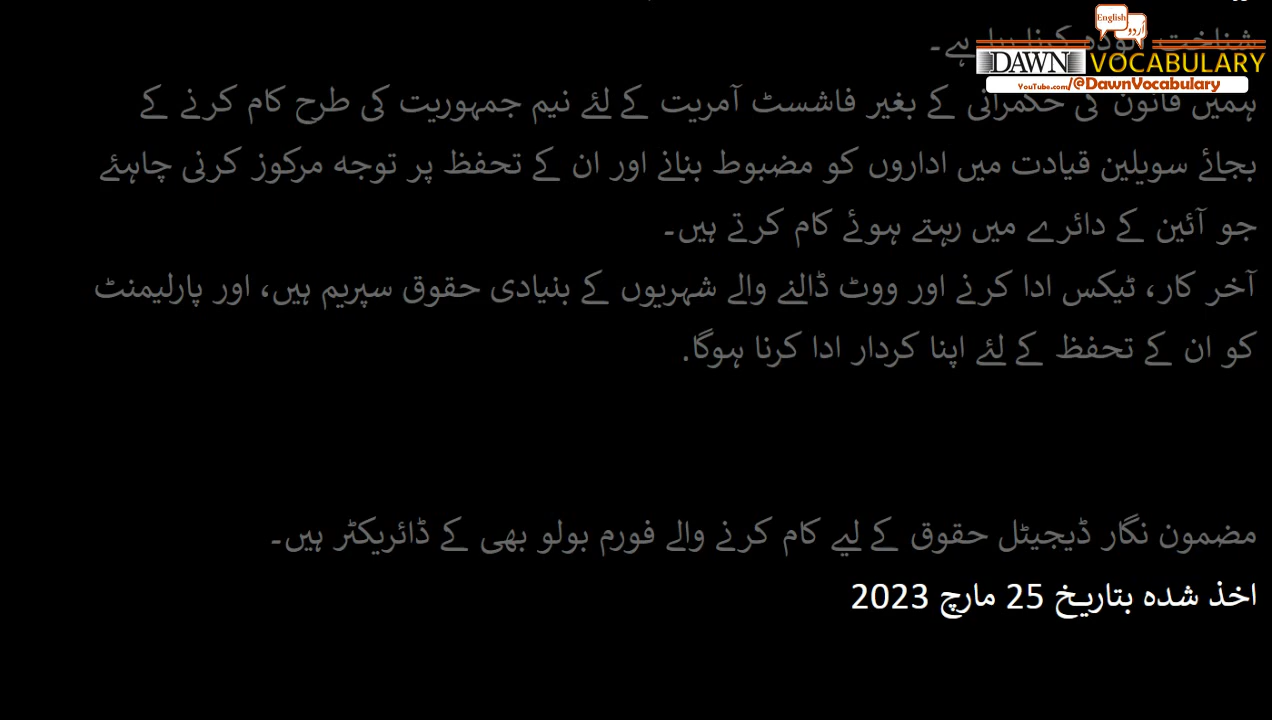 شناخت کرنا ہے۔
ہمیں قانون کی حکمرانی کے بغیر فاشسٹ آمریت کے لئے نیم جمہوریت کی طرح کام کرنے کے
بجائے سویلین قیادت میں اداروں کو مضبوط بنانے اور ان کے تحفظ پر توجہ مرکوز کرنی چاہئے
جو آئین کے دائرے میں رہتے ہوئے کام کرتے ہیں۔
آخر کار، ٹیکس ادا کرنے اور ووٹ ڈالنے والے شہریوں کے بنیادی حقوق سپریم ہیں، اور پارلیمنٹ
کو ان کے تحفظ کے لئے اپنا کردار ادا کرنا ہوگا.
مضمون نگار ڈیجیٹل حقوق کے لیے کام کرنے والے فورم بولو بھی کے ڈائریکٹر ہیں۔
اخذ شدہ بتاریخ 25 مارچ 2023
English اُردُو
DAWN VOCABULARY
YouTube.com/@DawnVocabulary